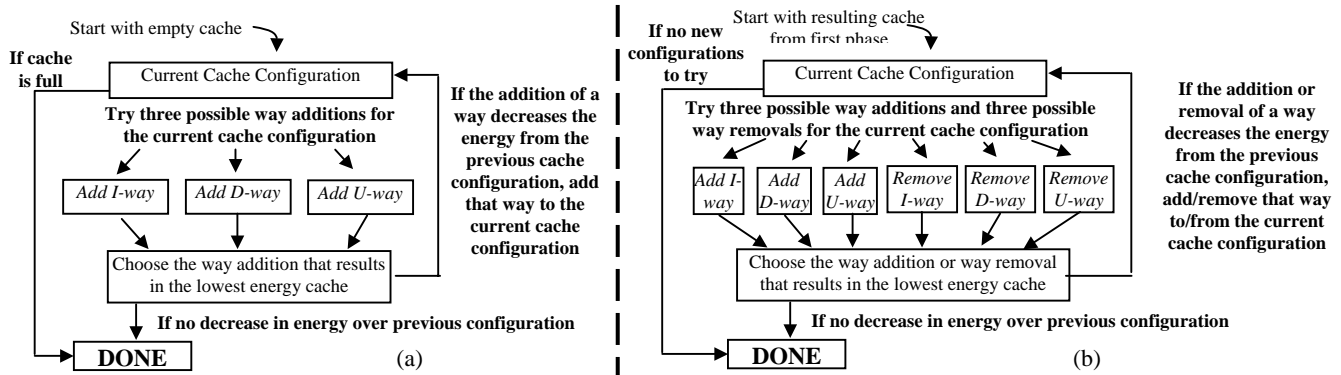 Start with empty cache
If cache
is full
Current Cache Configuration
Try three possible way additions for
the current cache configuration
If the addition of a
way decreases the
energy from the
previous cache
configuration, add
that way to the
current cache
configuration
Add I-way
Add D-way
Add U-way
Choose the way addition that results
in the lowest energy cache
If no decrease in energy over previous configuration
DONE
(a)
Start with resulting cache
from first phase
If no new
configurations
to try
Current Cache Configuration
Try three possible way additions and three possible
way removals for the current cache configuration
If the addition or
removal of a way
decreases the energy
from the previous
cache configuration,
add/remove that way
to/from the current
cache configuration
Add I-
way
Add
D-way
Add
U-way
Remove
I-way
Remove
D-way
Remove
U-way
Choose the way addition or way removal
that results in the lowest energy cache
If no decrease in energy over previous configuration
DONE
(b)